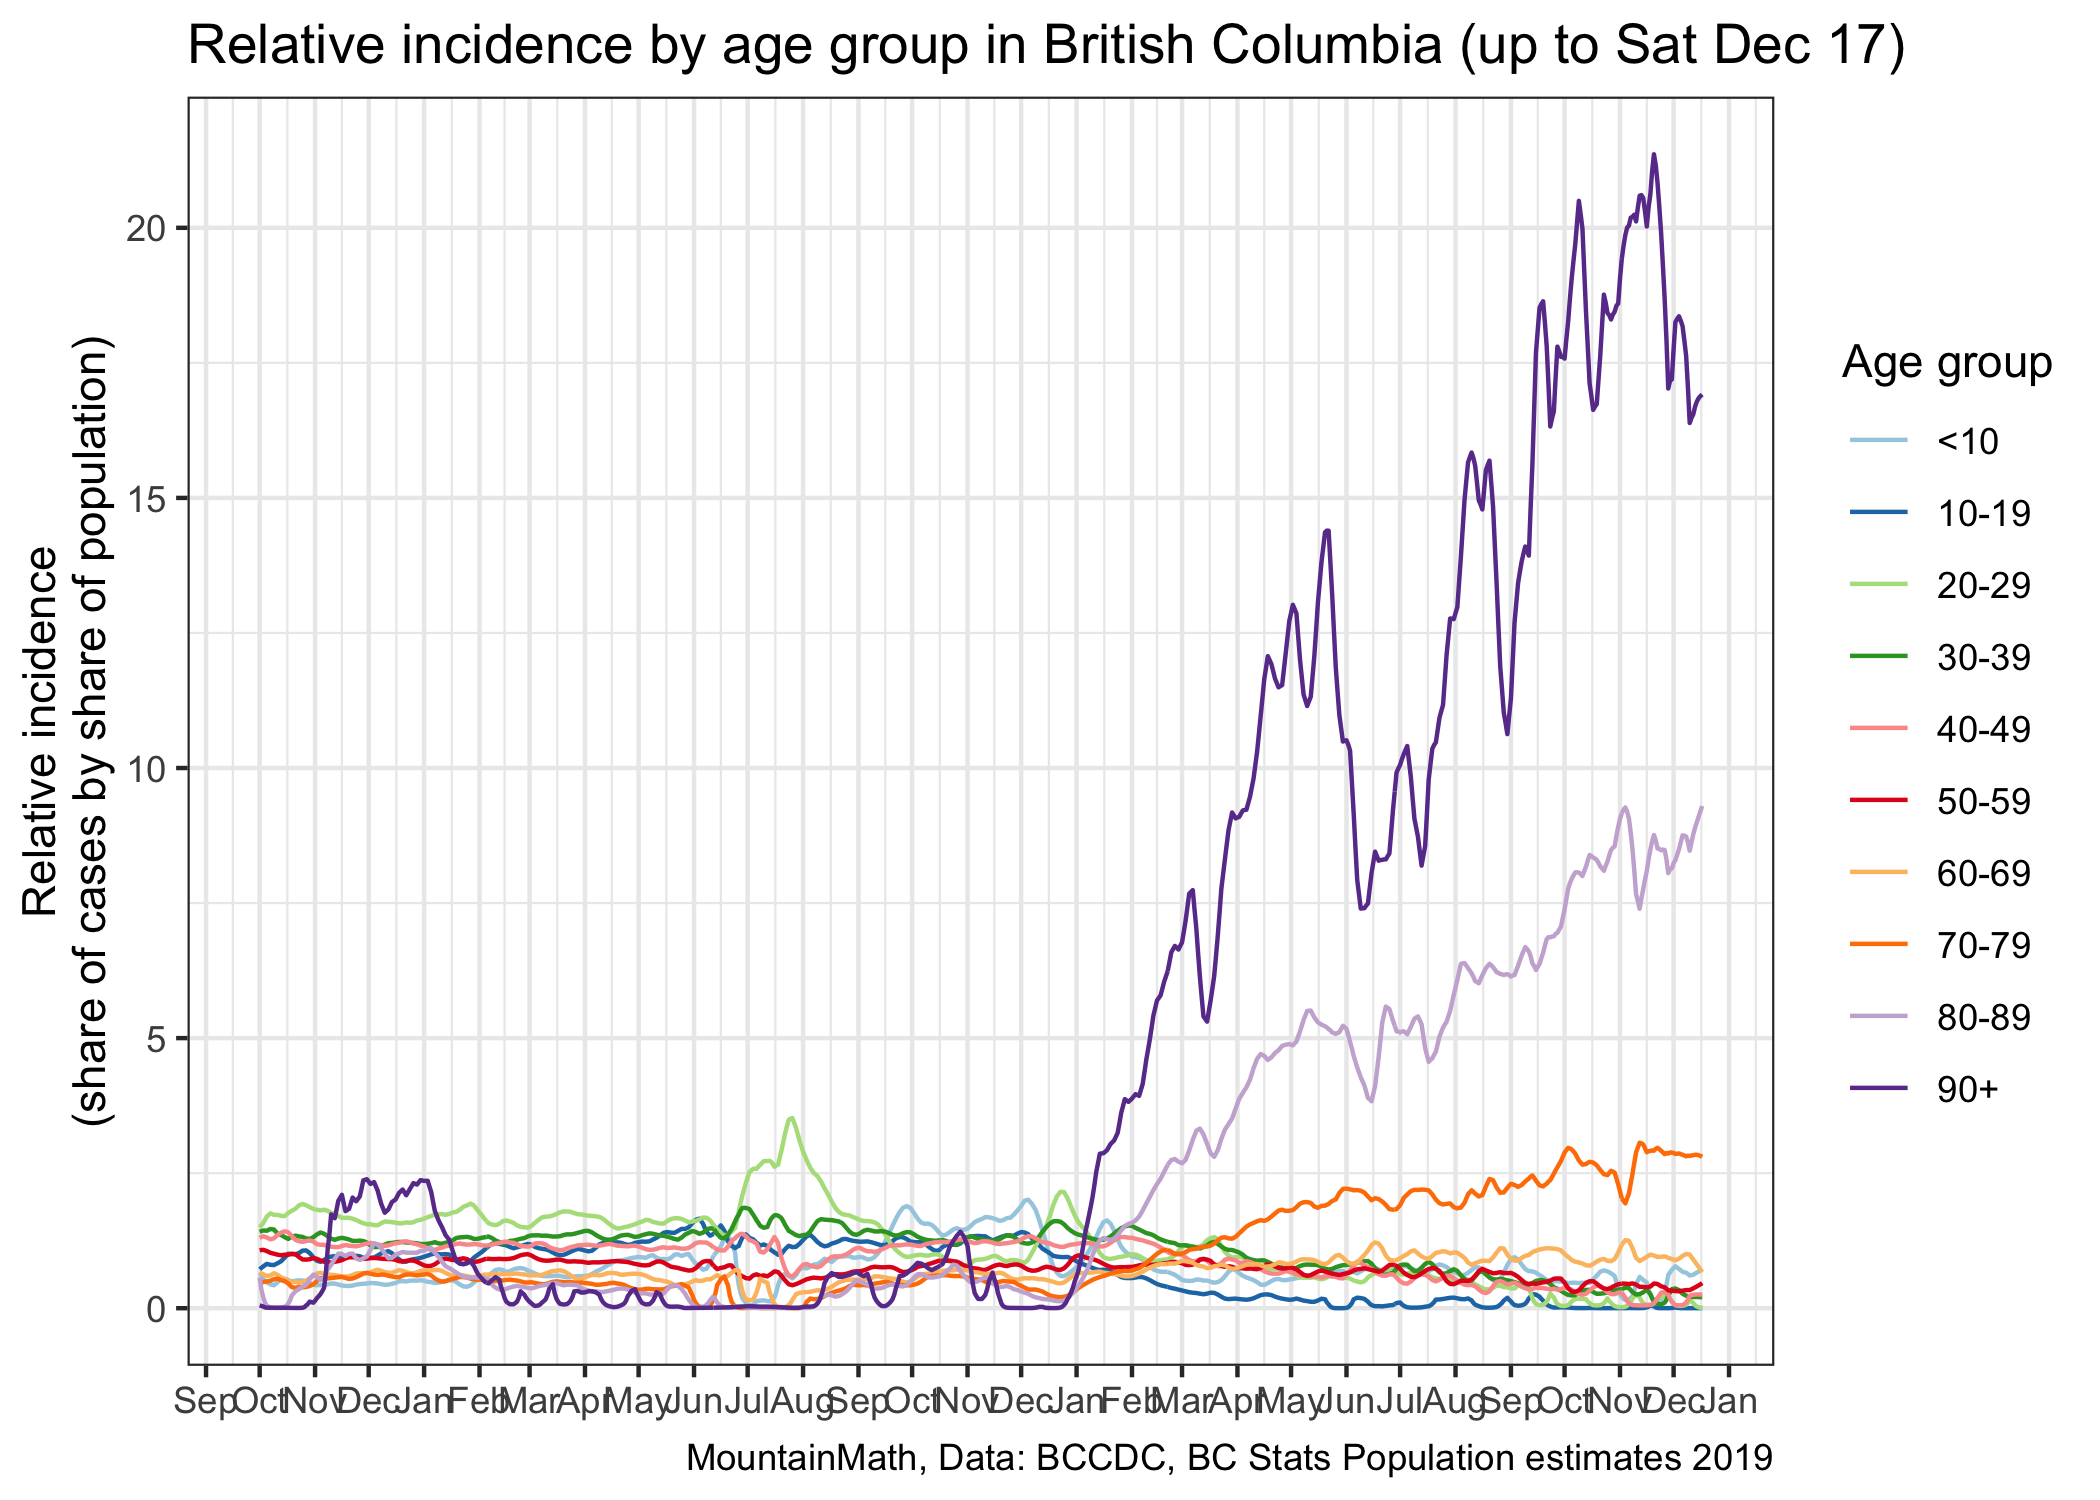 Relative incidence by age group in British Columbia (up to Sat Dec 17)
Relative incidence
(share of cases by share of population)
20
15
10
5
0
Sep Oct Nov Dec Jan Feb Mar Apr May Jun Jul Aug Sep Oct Nov Dec Jan Feb Mar Apr May Jun Jul Aug Sep Oct Nov Dec Jan
Age group
<10
10-19
20-29
30-39
40-49
50-59
60-69
70-79
80-89
90+
MountainMath, Data: BCCDC, BC Stats Population estimates 2019